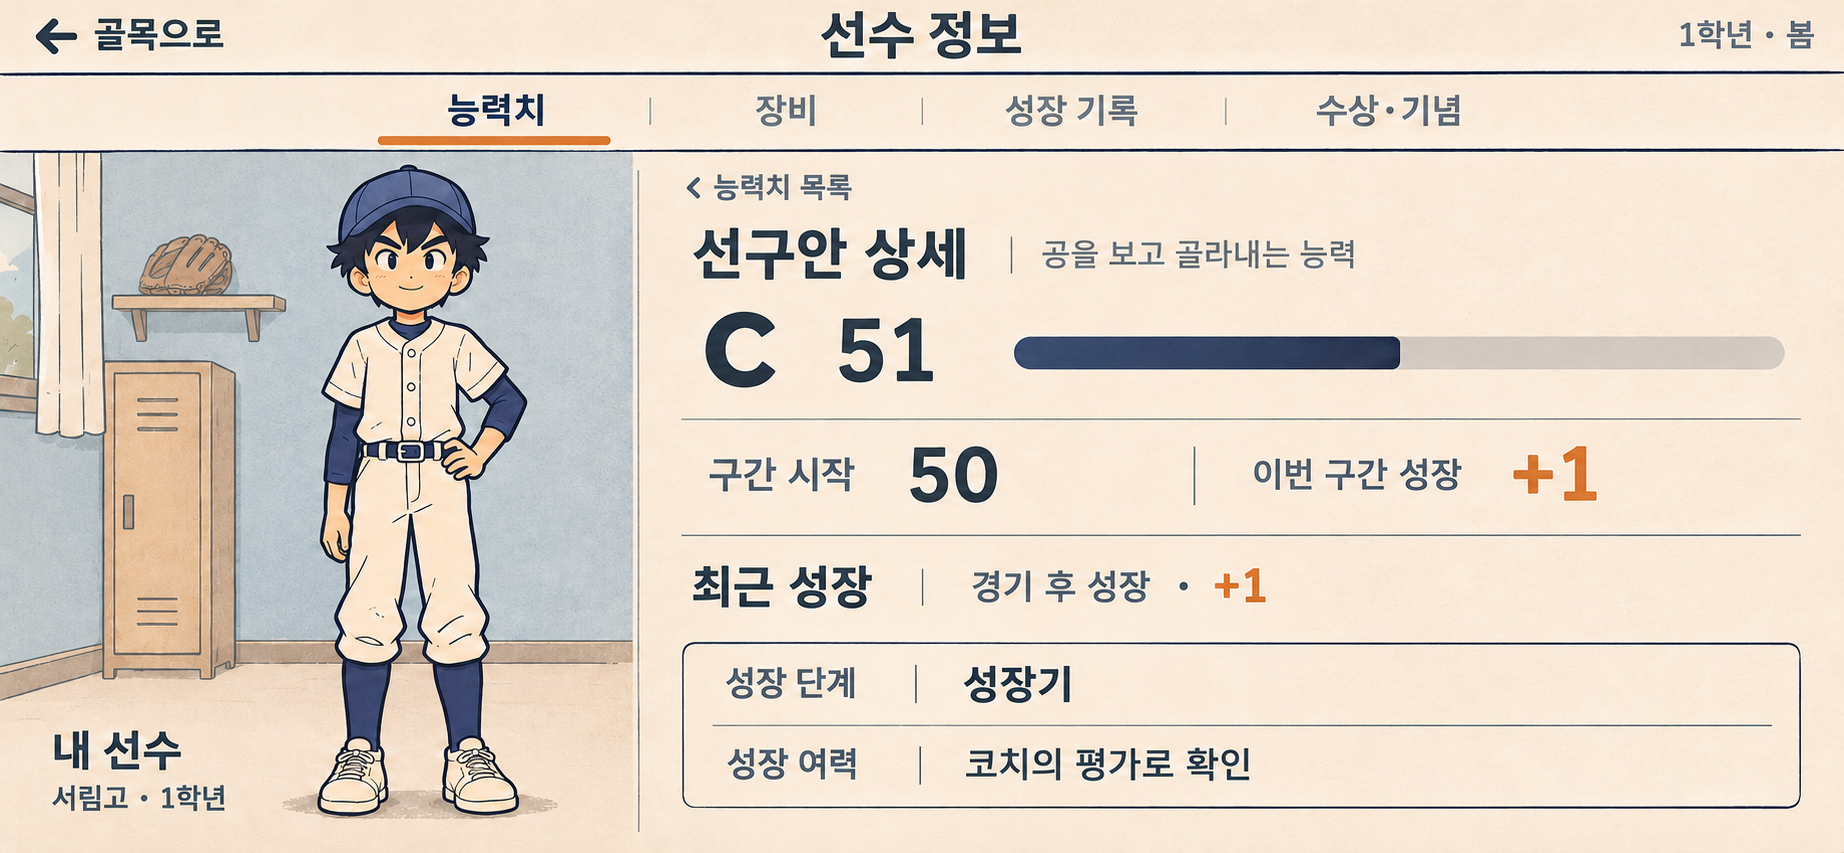 ← 골목으로
선수 정보
1학년 • 봄
능력치 | 장비 | 성장 기록 | 수상·기념
< 능력치 목록
선구안 상세 | 공을 보고 골라내는 능력
C 51
구간 시작 50 | 이번 구간 성장 +1
최근 성장 | 경기 후 성장 • +1
성장 단계 | 성장기
성장 여력 | 코치의 평가로 확인
내 선수
서림고 • 1학년